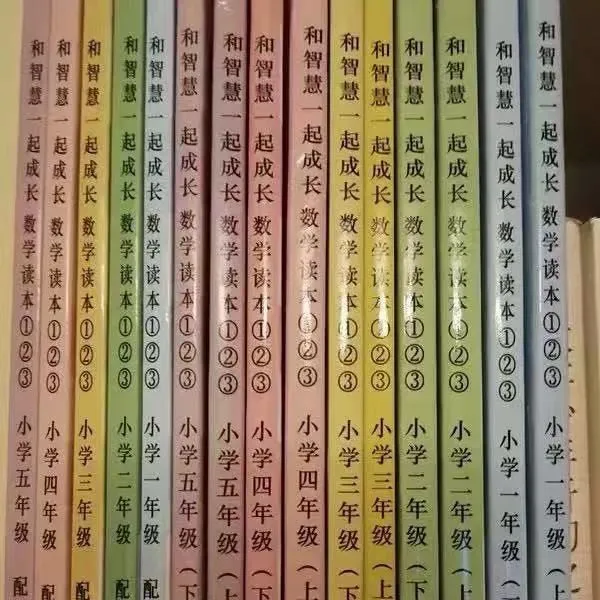 和智慧一起成长 数学读本①②③ 小学五年级 配
和智慧一起成长 数学读本①②③ 小学四年级 配
和智慧一起成长 数学读本①②③ 小学三年级 配
和智慧一起成长 数学读本①②③ 小学二年级 配
和智慧一起成长 数学读本①②③ 小学一年级 配
和智慧一起成长 数学读本①②③ 小学五年级（下
和智慧一起成长 数学读本①②③ 小学五年级（上
和智慧一起成长 数学读本①②③ 小学四年级（下
和智慧一起成长 数学读本①②③ 小学四年级（上
和智慧一起成长 数学读本①②③ 小学三年级（下
和智慧一起成长 数学读本①②③ 小学三年级（上
和智慧一起成长 数学读本①②③ 小学二年级（下
和智慧一起成长 数学读本①②③ 小学二年级（上
和智慧一起成长 数学读本①②③ 小学一年级（下
和智慧一起成长 数学读本①②③ 小学一年级（上